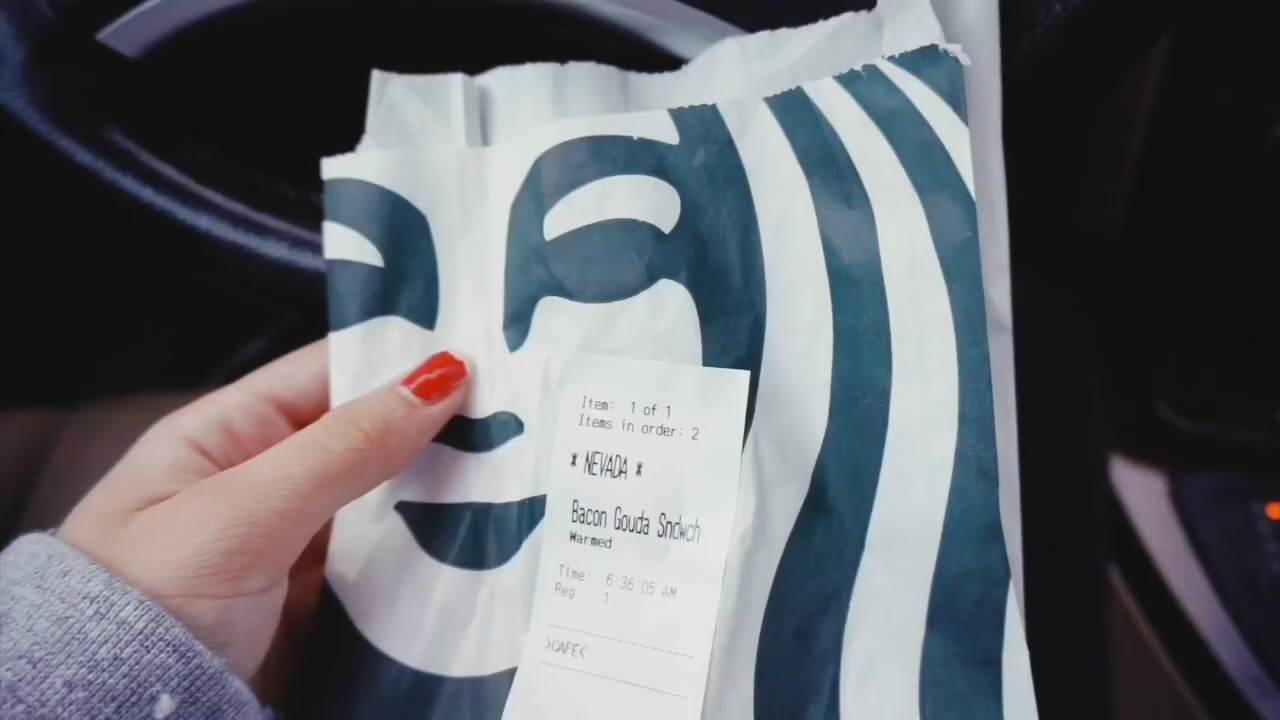 Item: 1 of 1
Items in order: 2
* NEVADA *
Bacon Gouda Sndwch
Warmed
Time: 6:36:05 AM
Reg: 1
>CAFE<